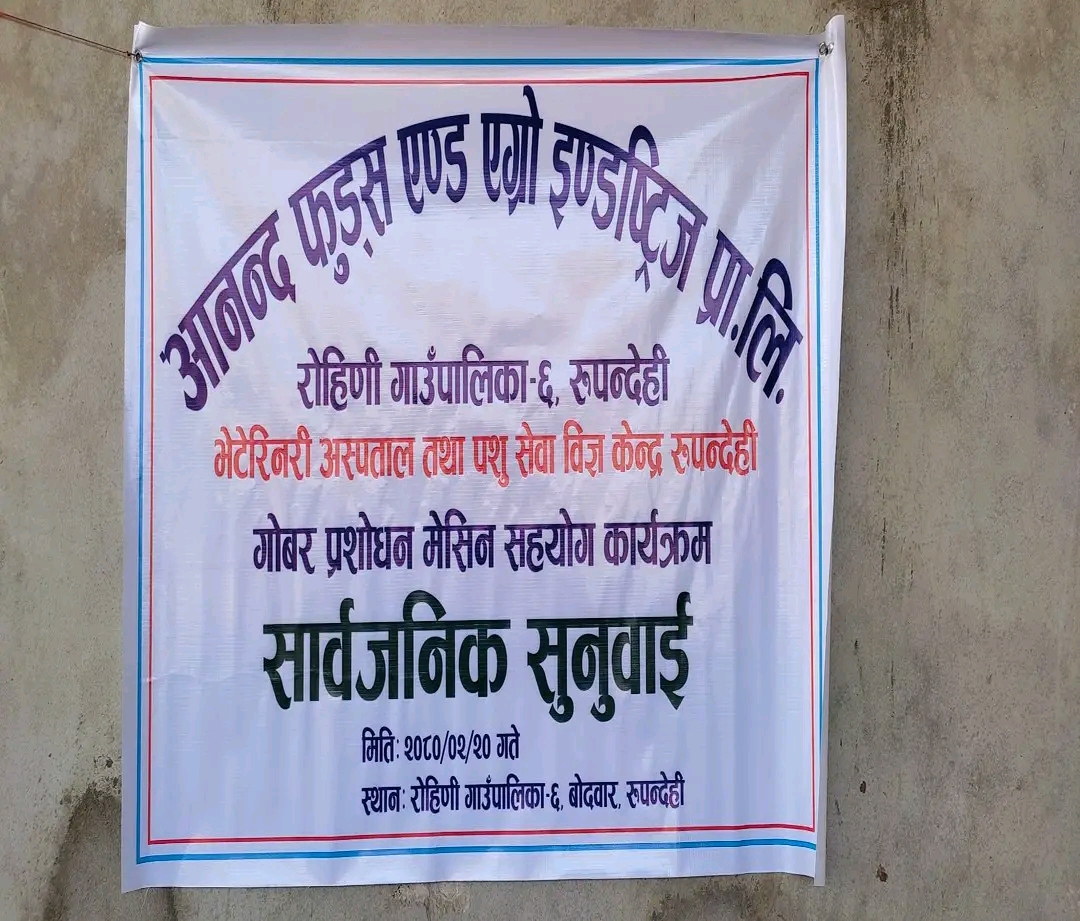 आनन्द फुड्स एण्ड एग्रो इण्डष्ट्रिज प्रा.लि.
रोहिणी गाउँपालिका-६, रुपन्देही
भेटेरिनरी अस्पताल तथा पशु सेवा विज्ञ केन्द्र रुपन्देही
गोबर प्रशोधन मेसिन सहयोग कार्यक्रम
सार्वजनिक सुनुवाई
मिति: २०८०/०२/२० गते
स्थान: रोहिणी गाउँपालिका-६, बोदवार, रुपन्देही